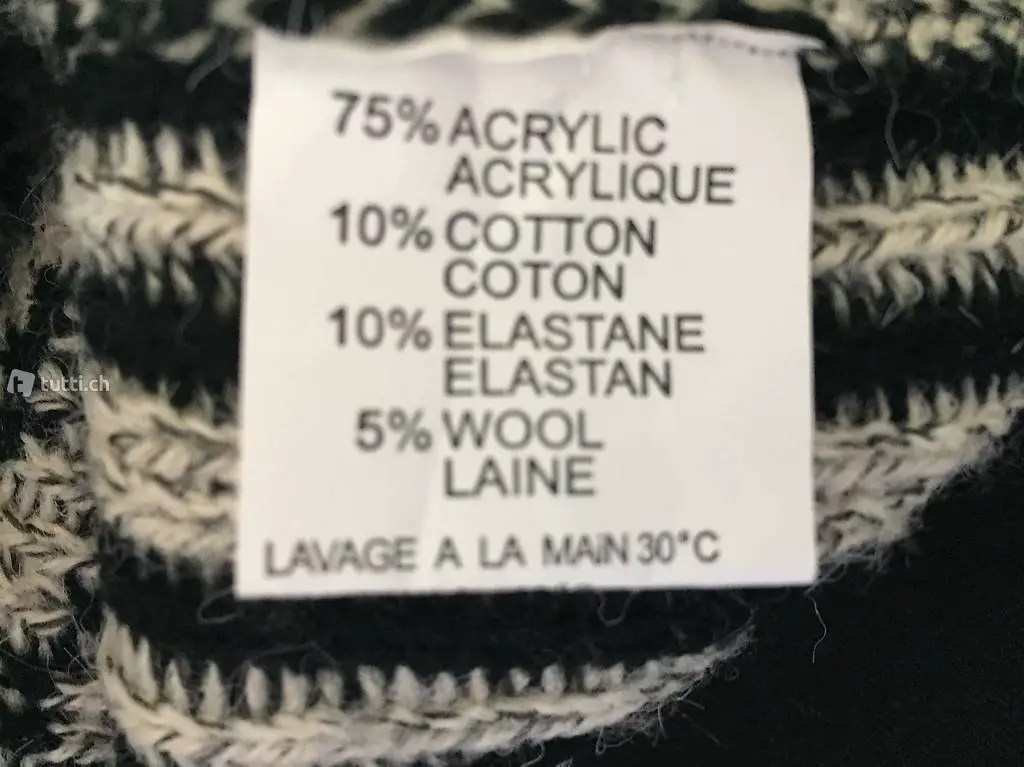 75% ACRYLIC
ACRYLIQUE
10% COTTON
COTON
10% ELASTANE
ELASTAN
5% WOOL
LAINE
LAVAGE A LA MAIN 30°C
tutti.ch